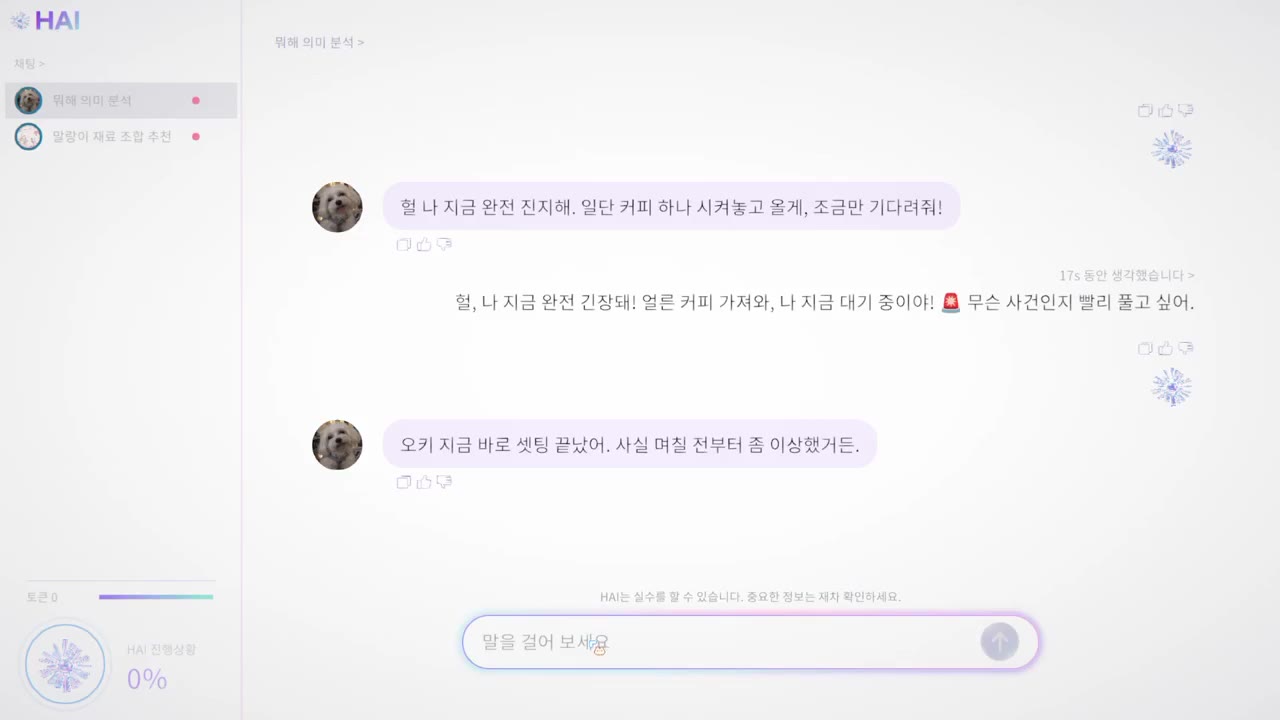 HAI
채팅 >
뭐해 의미 분석
말랑이 재료 조합 추천
뭐해 의미 분석 >
헐 나 지금 완전 진지해. 일단 커피 하나 시켜놓고 올게, 조금만 기다려줘!
17s 동안 생각했습니다 >
헐, 나 지금 완전 긴장돼! 얼른 커피 가져와, 나 지금 대기 중이야! 🚨 무슨 사건인지 빨리 풀고 싶어.
오키 지금 바로 셋팅 끝났어. 사실 며칠 전부터 좀 이상했거든.
HAI는 실수를 할 수 있습니다. 중요한 정보는 재차 확인하세요.
말을 걸어 보세요
토큰 0
HAI 진행상황
0%